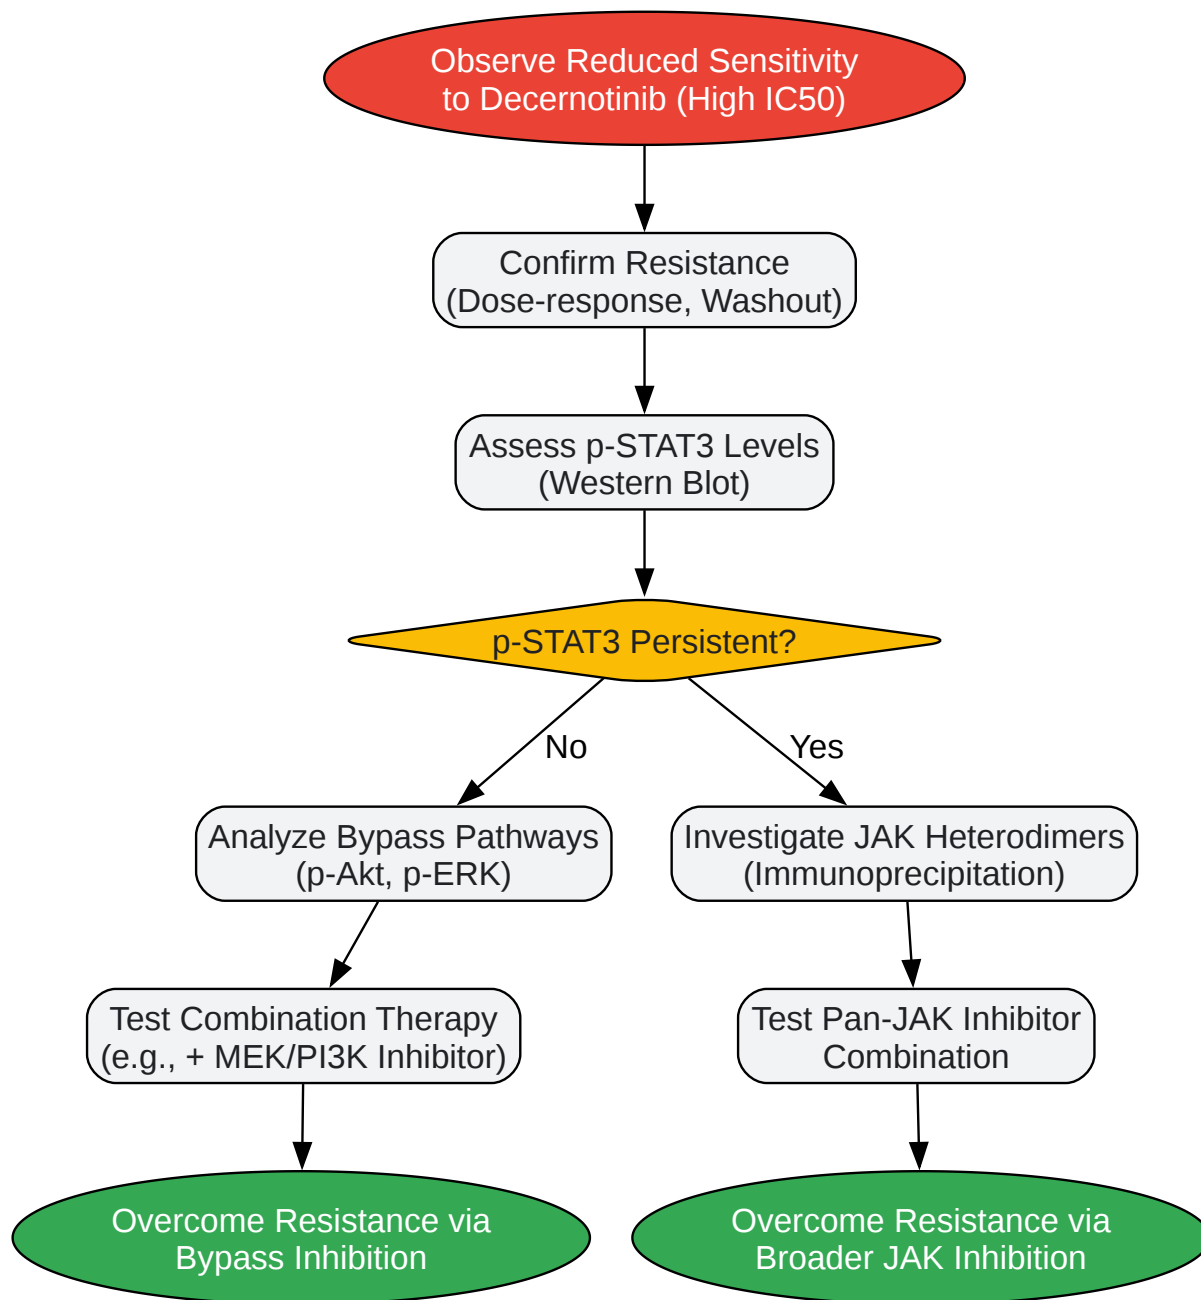 Observe Reduced Sensitivity
to Decernotinib (High IC50)
Confirm Resistance
(Dose-response, Washout)
Assess p-STAT3 Levels
(Western Blot)
p-STAT3 Persistent?
No
Yes
Analyze Bypass Pathways
(p-Akt, p-ERK)
Investigate JAK Heterodimers
(Immunoprecipitation)
Test Combination Therapy
(e.g., + MEK/PI3K Inhibitor)
Test Pan-JAK Inhibitor
Combination
Overcome Resistance via
Bypass Inhibition
Overcome Resistance via
Broader JAK Inhibition